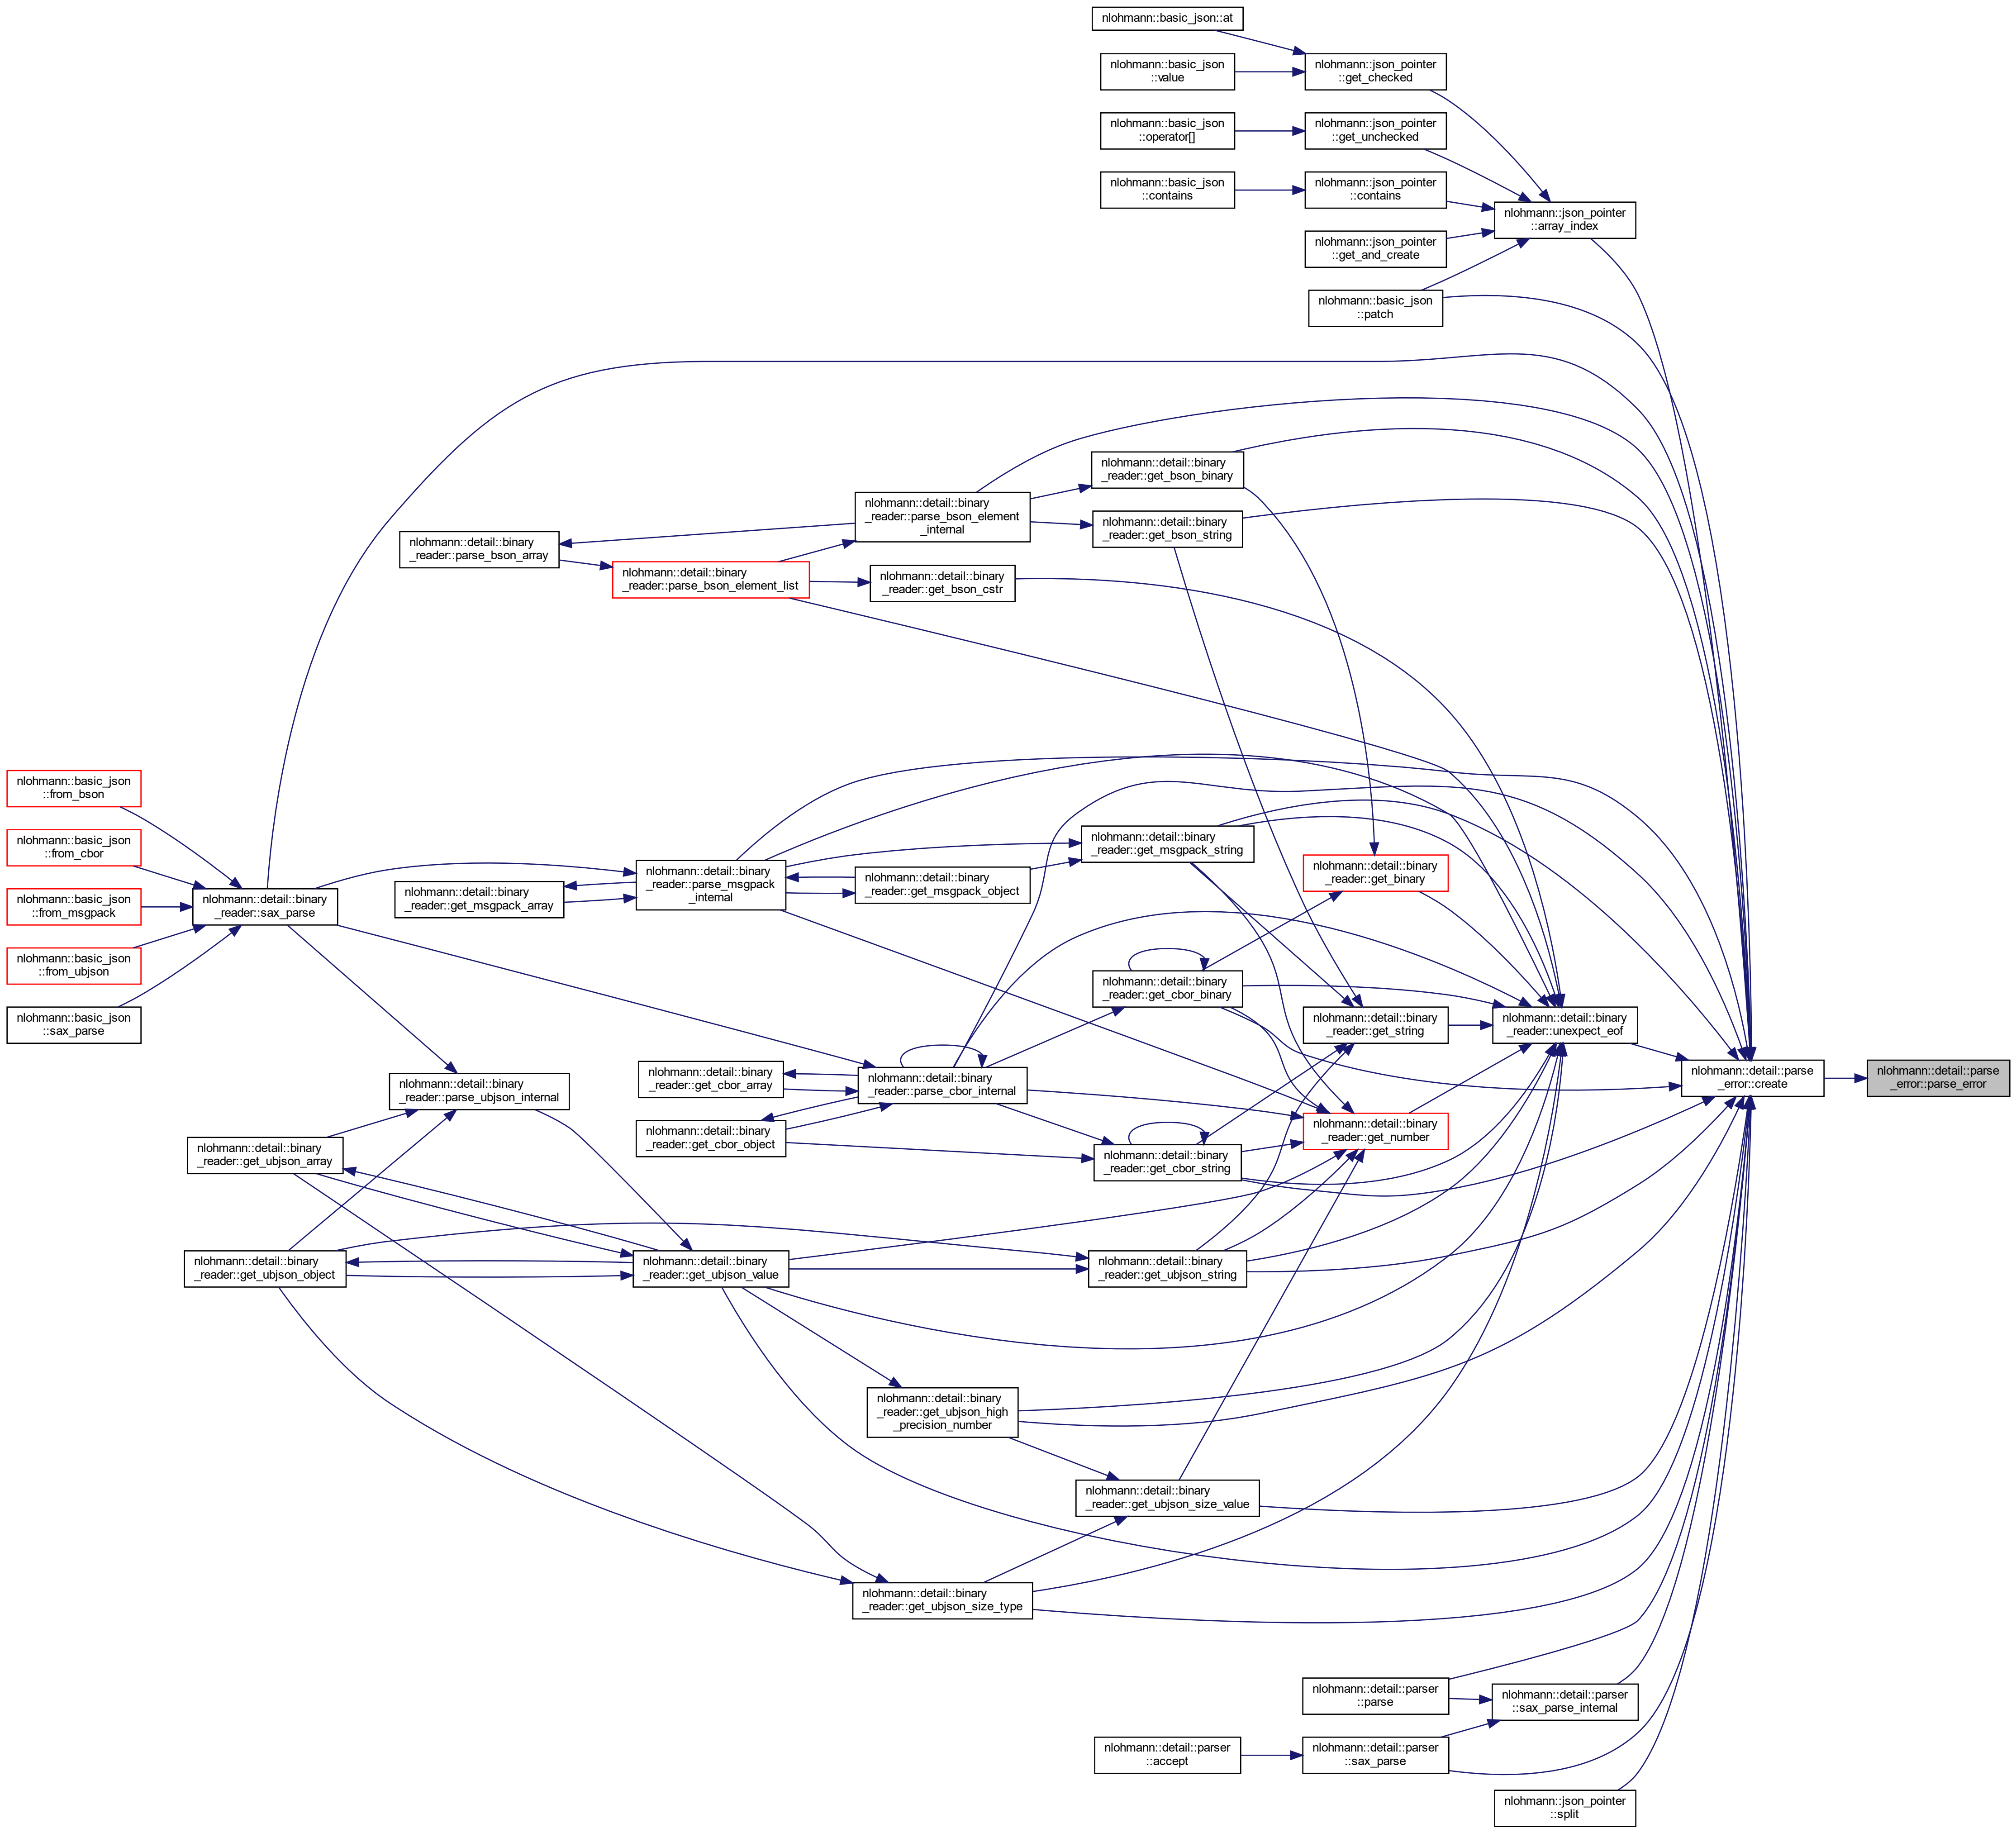 nlohmann::basic_json::at
nlohmann::basic_json
::value
nlohmann::json_pointer
::get_checked
nlohmann::basic_json
::operator[]
nlohmann::json_pointer
::get_unchecked
nlohmann::basic_json
::contains
nlohmann::json_pointer
::contains
nlohmann::json_pointer
::array_index
nlohmann::json_pointer
::get_and_create
nlohmann::basic_json
::patch
nlohmann::detail::binary
_reader::get_bson_binary
nlohmann::detail::binary
_reader::parse_bson_element
_internal
nlohmann::detail::binary
_reader::get_bson_string
nlohmann::detail::binary
_reader::parse_bson_array
nlohmann::detail::binary
_reader::parse_bson_element_list
nlohmann::detail::binary
_reader::get_bson_cstr
nlohmann::basic_json
::from_bson
nlohmann::basic_json
::from_cbor
nlohmann::basic_json
::from_msgpack
nlohmann::basic_json
::from_ubjson
nlohmann::basic_json
::sax_parse
nlohmann::detail::binary
_reader::sax_parse
nlohmann::detail::binary
_reader::get_msgpack_array
nlohmann::detail::binary
_reader::parse_msgpack
_internal
nlohmann::detail::binary
_reader::get_msgpack_string
nlohmann::detail::binary
_reader::get_msgpack_object
nlohmann::detail::binary
_reader::get_binary
nlohmann::detail::binary
_reader::get_cbor_binary
nlohmann::detail::binary
_reader::get_string
nlohmann::detail::binary
_reader::unexpect_eof
nlohmann::detail::parse
_error::create
nlohmann::detail::parse
_error::parse_error
nlohmann::detail::binary
_reader::get_cbor_array
nlohmann::detail::binary
_reader::parse_cbor_internal
nlohmann::detail::binary
_reader::parse_ubjson_internal
nlohmann::detail::binary
_reader::get_cbor_object
nlohmann::detail::binary
_reader::get_number
nlohmann::detail::binary
_reader::get_cbor_string
nlohmann::detail::binary
_reader::get_ubjson_array
nlohmann::detail::binary
_reader::get_ubjson_object
nlohmann::detail::binary
_reader::get_ubjson_value
nlohmann::detail::binary
_reader::get_ubjson_string
nlohmann::detail::binary
_reader::get_ubjson_high
_precision_number
nlohmann::detail::binary
_reader::get_ubjson_size_value
nlohmann::detail::binary
_reader::get_ubjson_size_type
nlohmann::detail::parser
::parse
nlohmann::detail::parser
::sax_parse_internal
nlohmann::detail::parser
::accept
nlohmann::detail::parser
::sax_parse
nlohmann::json_pointer
::split